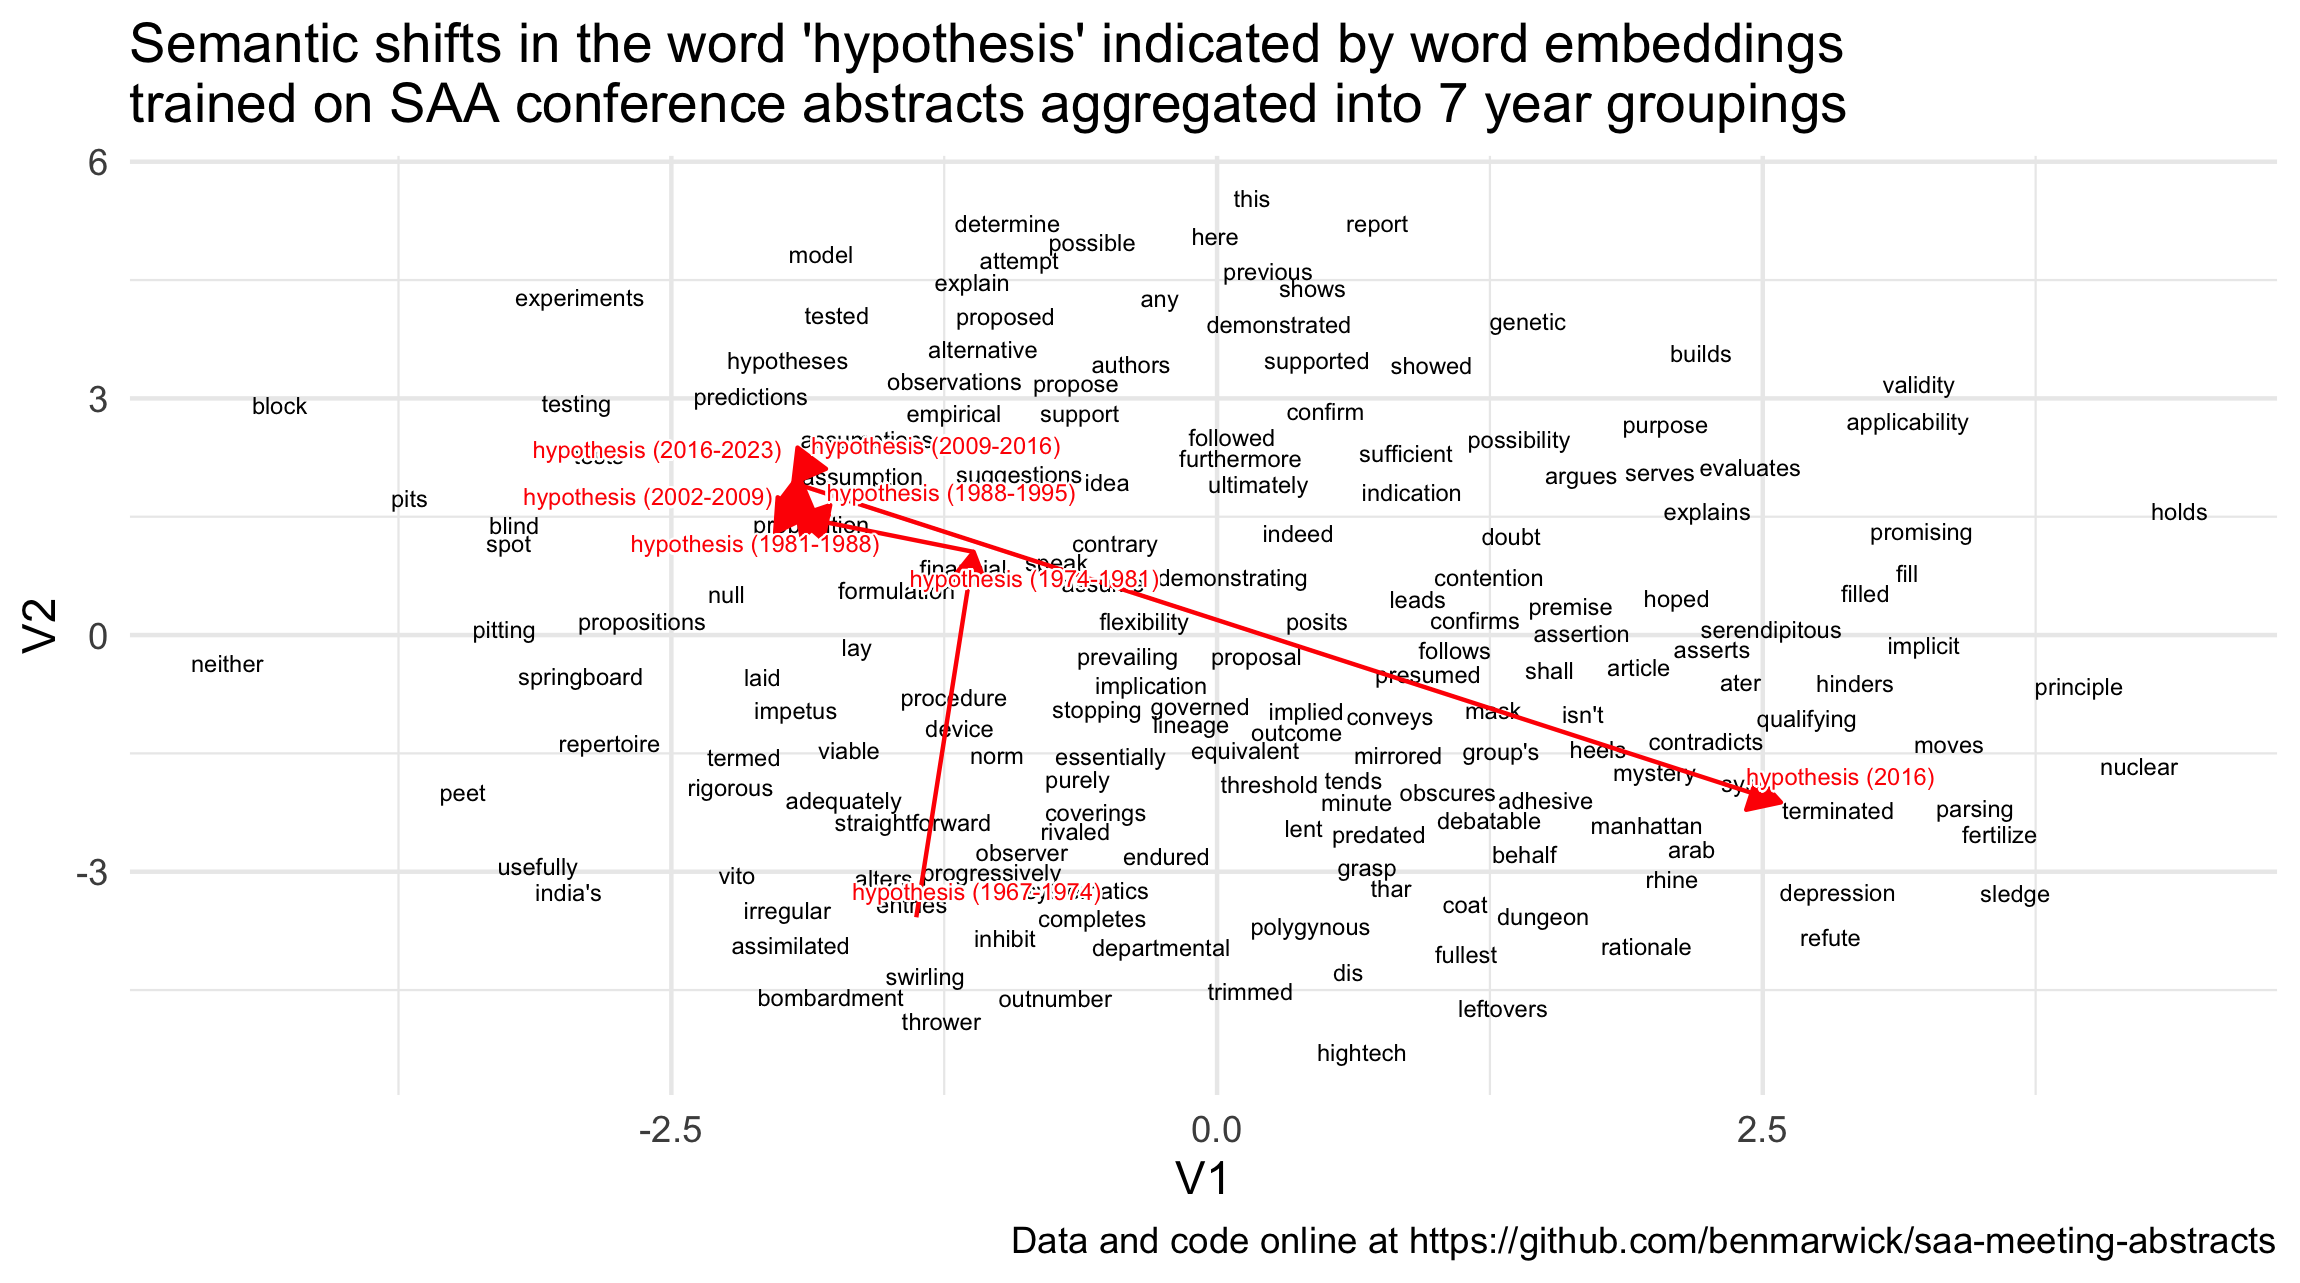 Semantic shifts in the word 'hypothesis' indicated by word embeddings
trained on SAA conference abstracts aggregated into 7 year groupings
6
this
determine
report
here
possible
model
attempt
previous
explain
shows
experiments
any
tested
proposed
genetic
demonstrated
alternative
builds
hypotheses
supported
authors
showed
observations
propose
validity
predictions
3
testing
block
empirical
support
confirm
applicability
purpose
assumptions
followed
possibility
hypothesis (2009-2016)
hypothesis (2016-2023)
tests
sufficient
furthermore
evaluates
serves
argues
suggestions
assumption
idea
ultimately
hypothesis (1988-1995)
indication
hypothesis (2002-2009)
pits
explains
holds
blind
promising
indeed
doubt
spot
hypothesis (1981-1988)
contrary
speak
financial
fill
hypothesis (1974-1981)
demonstrating
contention
formulation
null
filled
leads
hoped
premise
propositions
flexibility
posits
confirms
pitting
0
assertion
serendipitous
lay
implicit
follows
asserts
prevailing
proposal
neither
article
shall
springboard
laid
presumed
ater
hinders
implication
principle
procedure
governed
impetus
stopping
implied
mask
isn't
conveys
qualifying
lineage
device
outcome
repertoire
contradicts
moves
viable
equivalent
heels
group's
termed
norm
essentially
mirrored
nuclear
mystery
hypothesis (2016)
purely
tends
threshold
rigorous
peet
obscures
adequately
minute
adhesive
parsing
terminated
coverings
debatable
straightforward
lent
manhattan
rivaled
predated
fertilize
arab
observer
endured
behalf
usefully
grasp
-3
progressively
vito
alters
rhine
thar
hypothesis (1967-1974)
india's
depression
sledge
entries
coat
irregular
dungeon
completes
polygynous
inhibit
refute
assimilated
departmental
rationale
fullest
dis
swirling
trimmed
bombardment
outnumber
leftovers
thrower
hightech
-2.5
0.0
2.5
V1
V2
Data and code online at https://github.com/benmarwick/saa-meeting-abstracts